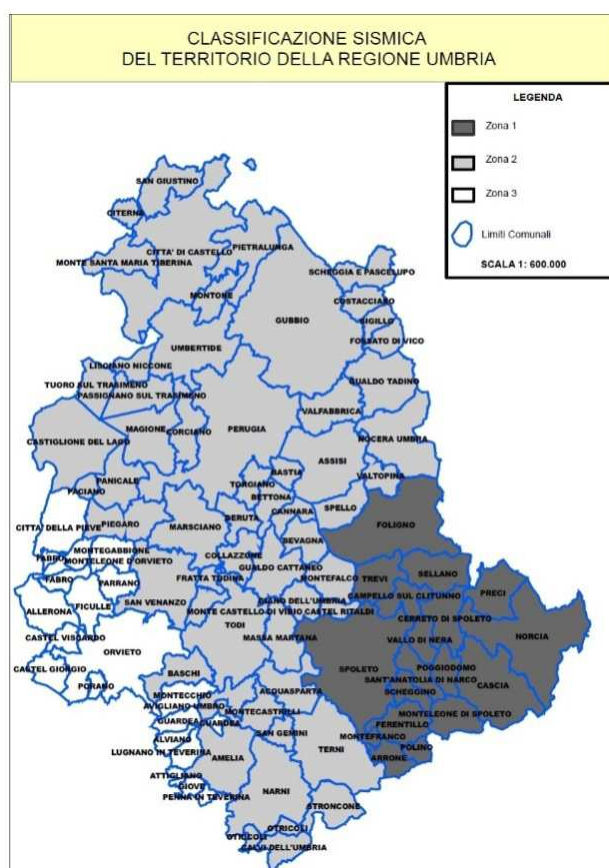 CLASSIFICAZIONE SISMICA
DEL TERRITORIO DELLA REGIONE UMBRIA
LEGENDA
Zona 1
Zona 2
Zona 3
Limiti Comunali
SCALA 1: 600.000
SAN GIUSTINO
CITERNA
CITTA' DI CASTELLO
PIETRALUNGA
MONTE SANTA MARIA TIBERINA
SCHEGGIA E PASCELUPO
MONTONE
COSTACCIARO
GUBBIO
SIGILLO
UMBERTIDE
FOSSATO DI VICO
LISCIANO NICCONE
TUORO SUL TRASIMENO
GUALDO TADINO
PASSIGNANO SUL TRASIMENO
VALFABBRICA
MAGIONE
CORCIANO
PERUGIA
CASTIGLIONE DEL LAGO
NOCERA UMBRA
ASSISI
BASTIA
PANICALE
TORGIANO
VALTOPINA
PACIANO
BETTONA
SPELLO
CITTA' DELLA PIEVE
PIEGARO
MARSCIANO
DERUTA
CANNARA
FOLIGNO
BEVAGNA
MONTEGABBIONE
COLLAZZONE
FABRO
MONTELEONE D'ORVIETO
GUALDO CATTANEO
SELLANO
FABRO
PARRANO
FRATTA TODINA
MONTEFALCO
TREVI
PRECI
CAMPELLO SUL CLITUNNO
ALLERONA
FICULLE
SAN VENANZO
MONTE CASTELLO DI VIBIO
GIANO DELL'UMBRIA
CASTEL RITALDI
CERRETO DI SPOLETO
TODI
NORCIA
CASTEL VISCARDO
MASSA MARTANA
VALLO DI NERA
ORVIETO
CASTEL GIORGIO
SPOLETO
POGGIODOMO
BASCHI
SANT'ANATOLIA DI NARCO
PORANO
CASCIA
MONTECCHIO
ACQUASPARTA
SCHEGGINO
AVIGLIANO UMBRO
MONTECASTRILLI
MONTELEONE DI SPOLETO
GUARDEA
GUARDEA
FERENTILLO
ALVIANO
SAN GEMINI
MONTEFRANCO
LUGNANO IN TEVERINA
TERNI
POLINO
AMELIA
ARRONE
ATTIGLIANO
GIOVE
NARNI
PENNA IN TEVERINA
STRONCONE
OTRICOLI
OTRICOLI
CALVI DELL'UMBRIA